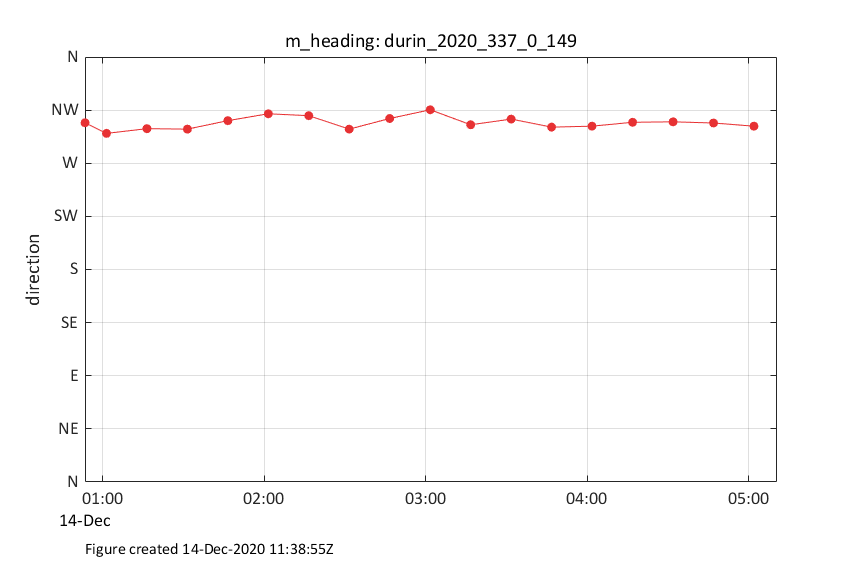 m_heading: durin_2020_337_0_149
N
NW
W
SW
S
SE
E
NE
N
direction
01:00 02:00 03:00 04:00 05:00
14-Dec
Figure created 14-Dec-2020 11:38:55Z